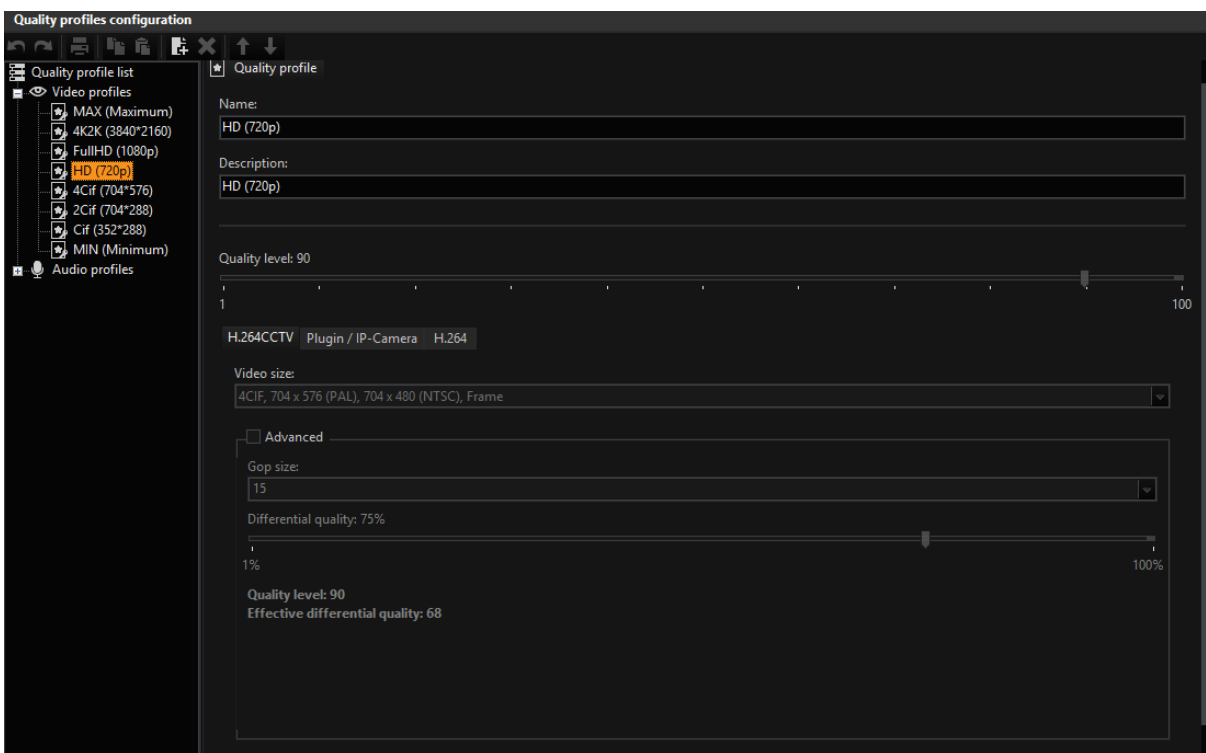 Quality profiles configuration
Quality profile list
Video profiles
MAX (Maximum)
4K2K (3840*2160)
FullHD (1080p)
HD (720p)
4Cif (704*576)
2Cif (704*288)
Cif (352*288)
MIN (Minimum)
Audio profiles
Quality profile
Name:
HD (720p)
Description:
HD (720p)
Quality level: 90
1 100
H.264CCTV Plugin / IP-Camera H.264
Video size:
4CIF, 704 x 576 (PAL), 704 x 480 (NTSC), Frame
Advanced
Gop size:
15
Differential quality: 75%
1% 100%
Quality level: 90
Effective differential quality: 68